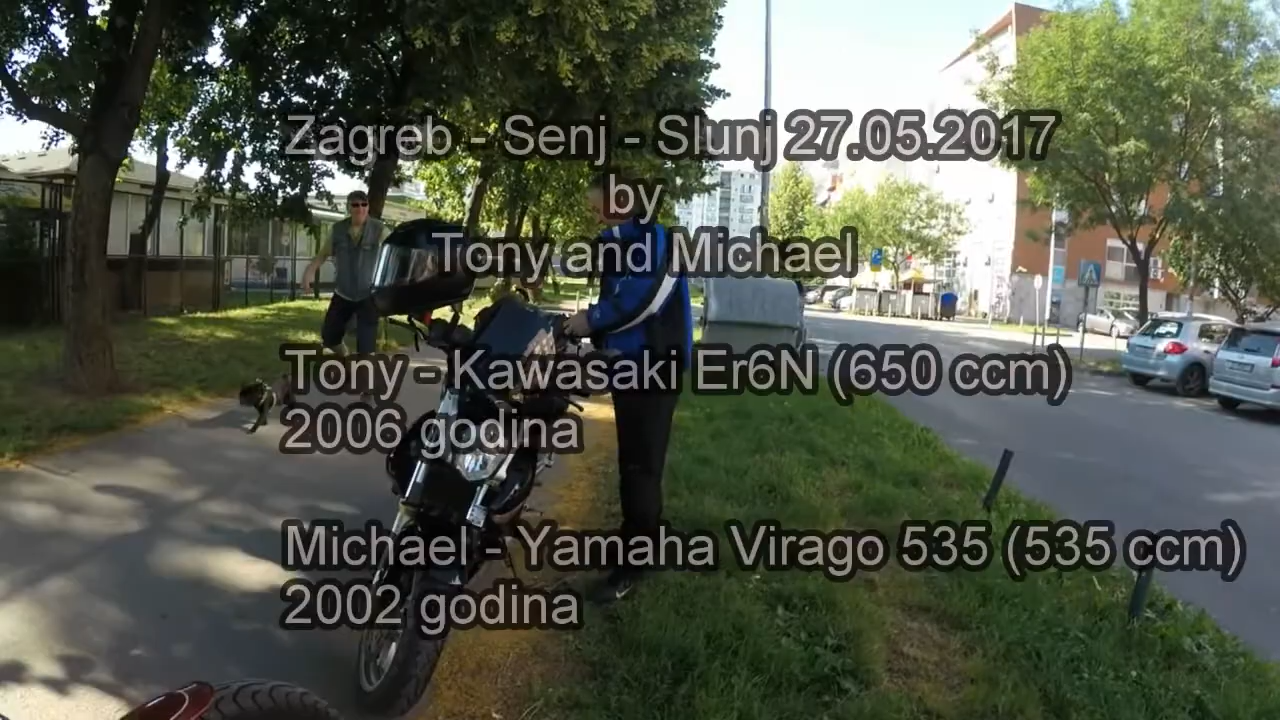 Zagreb - Senj - Slunj 27.05.2017
by
Tony and Michael
Tony - Kawasaki Er6N (650 ccm)
2006 godina
Michael - Yamaha Virago 535 (535 ccm)
2002 godina